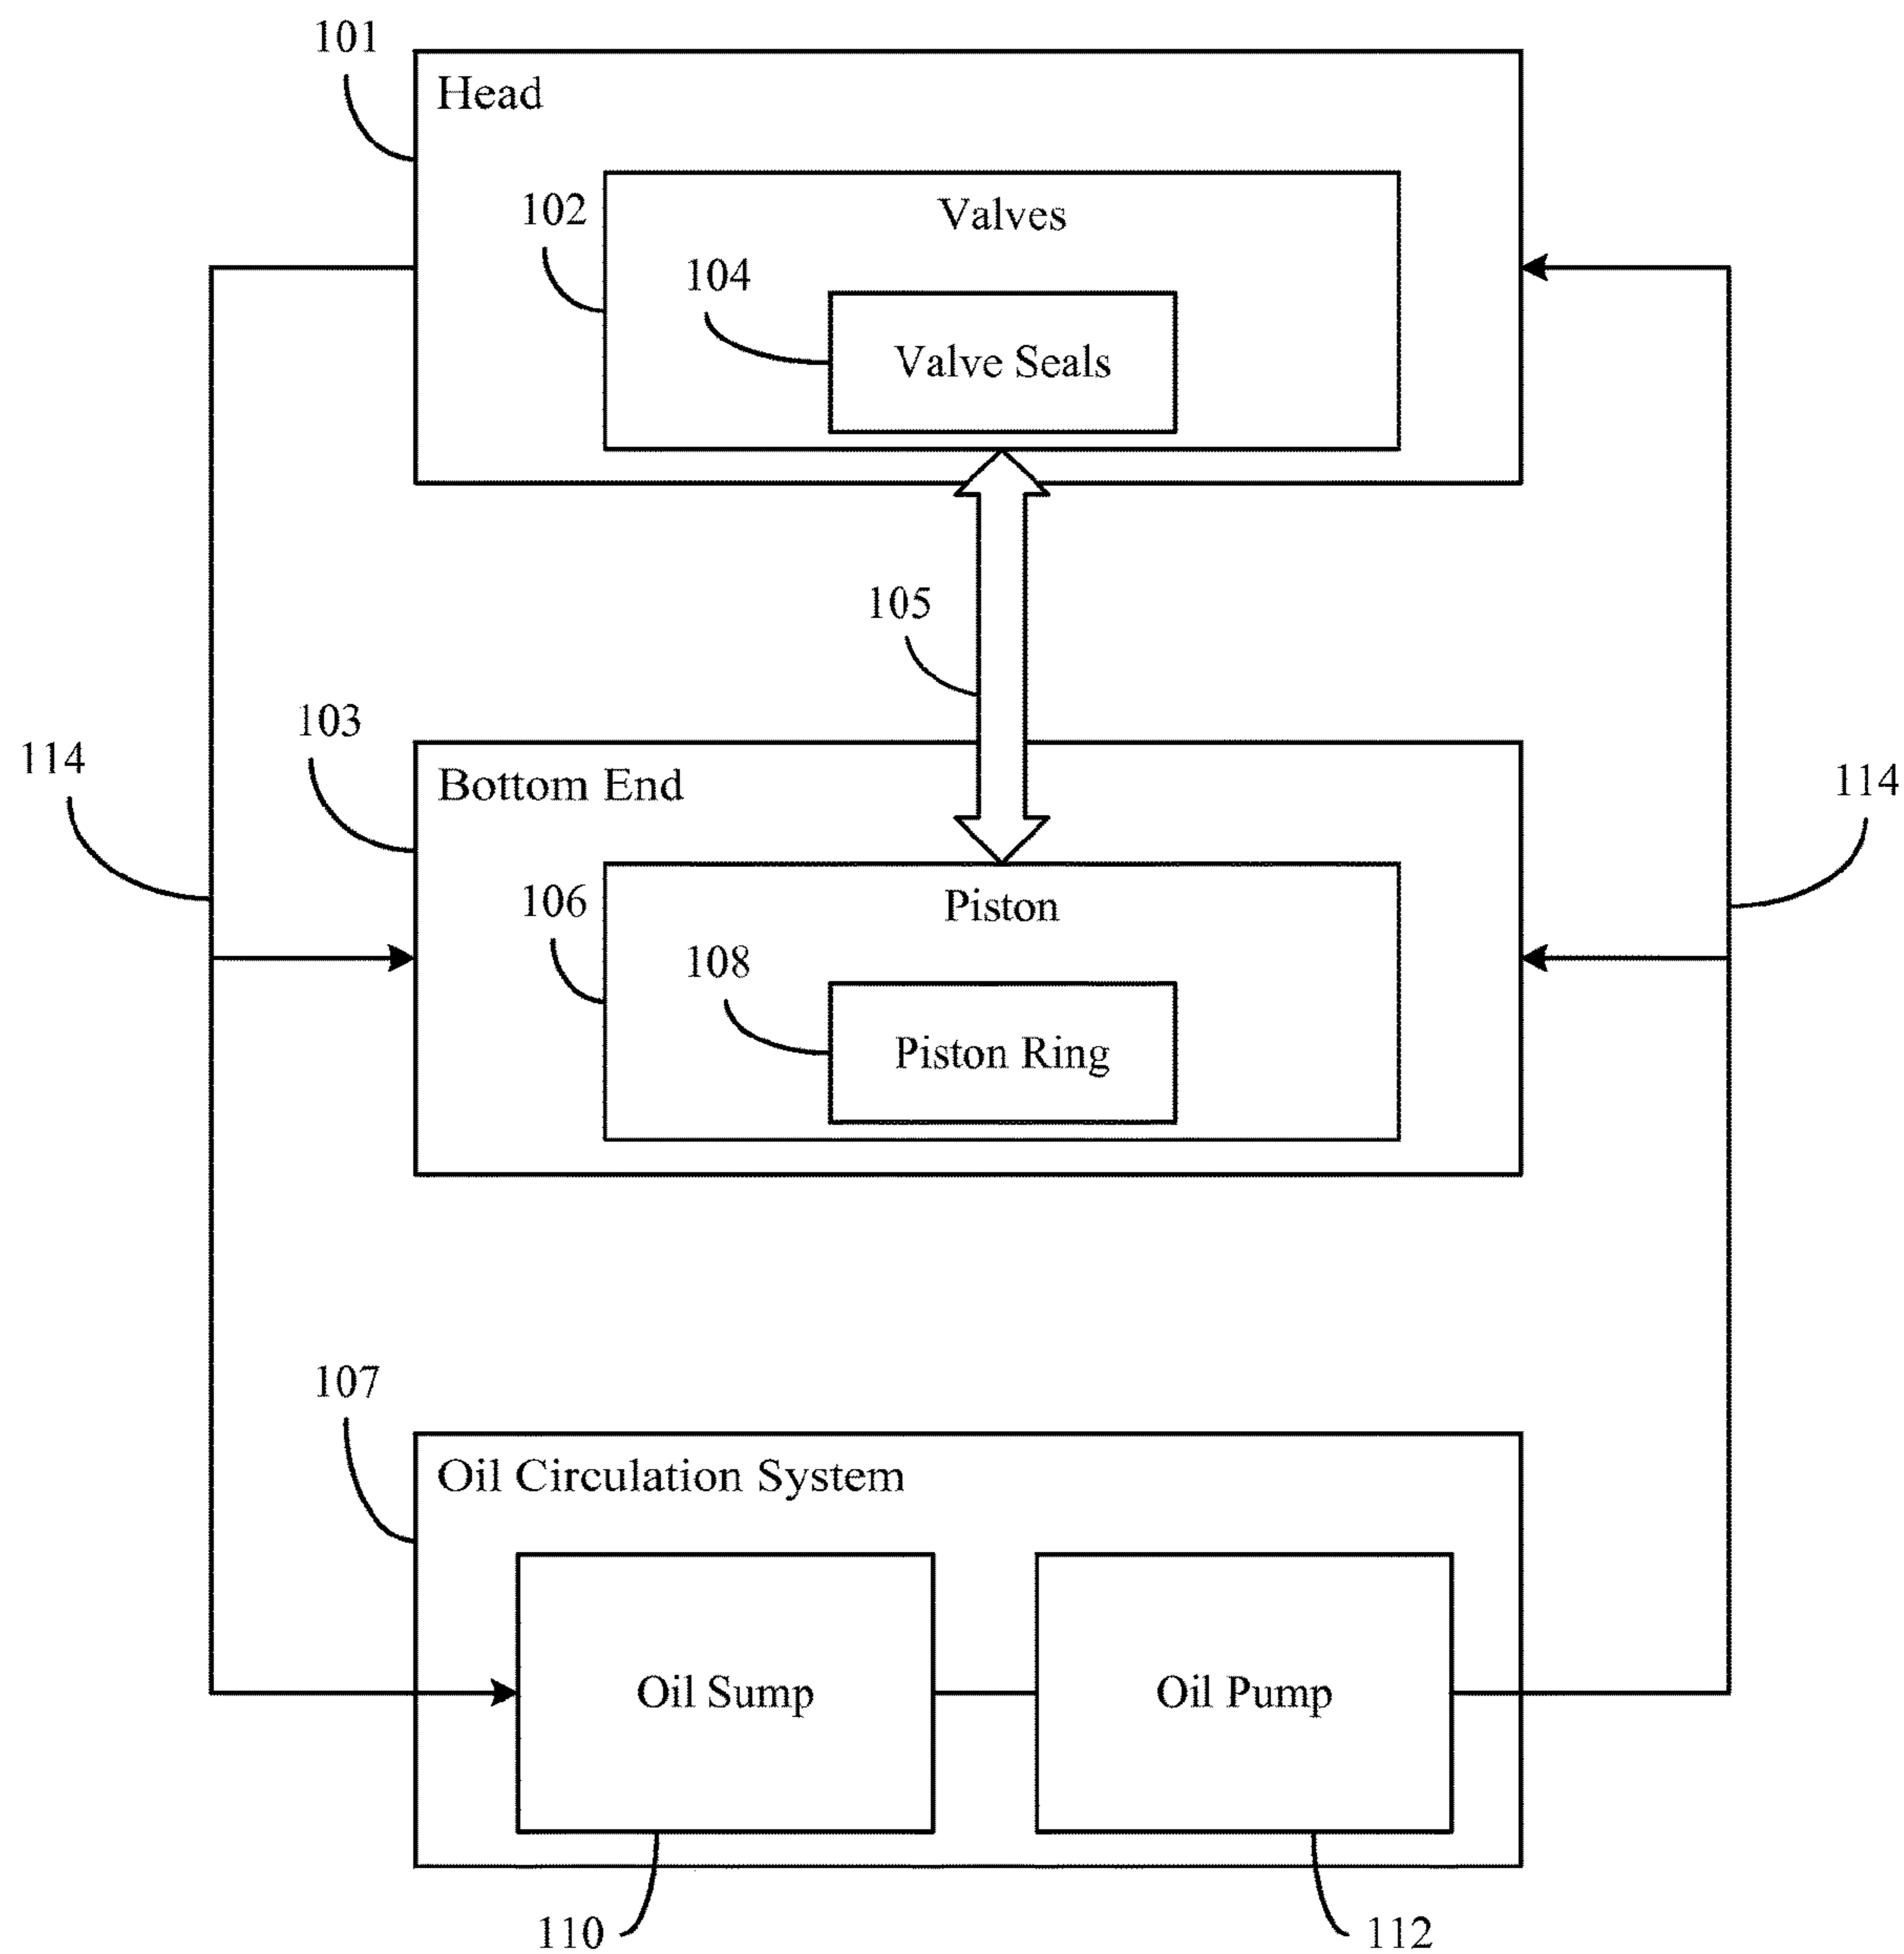 101
Head
102
Valves
104
Valve Seals
105
103
114
Bottom End
114
106
Piston
108
Piston Ring
107
Oil Circulation System
Oil Sump
Oil Pump
110
112